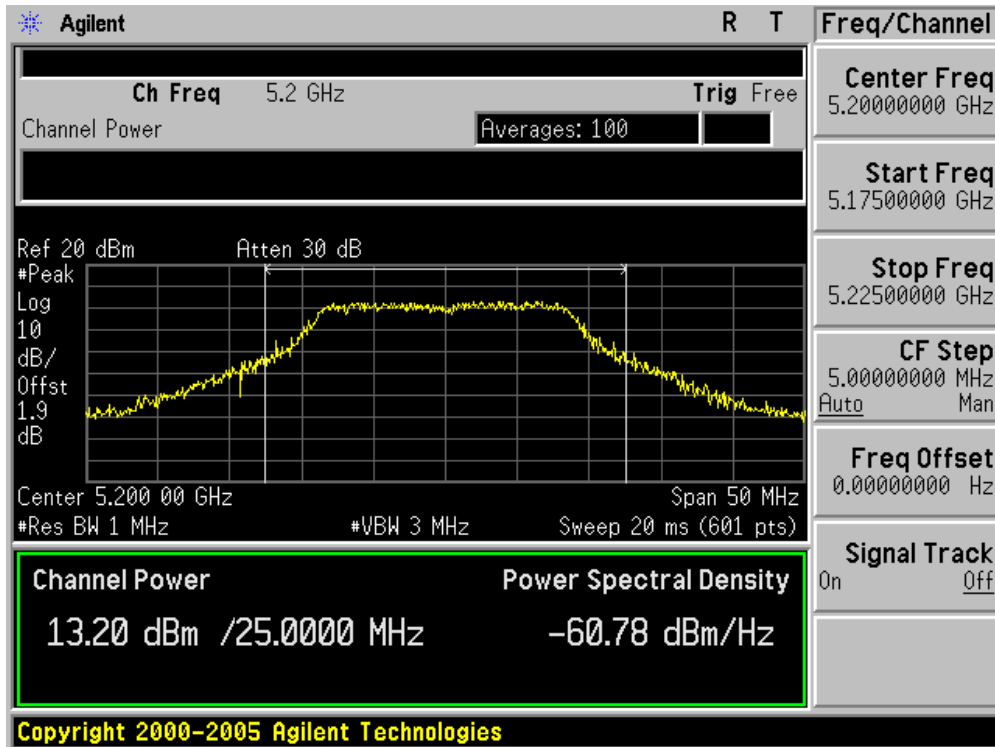 Agilent R T
Ch Freq 5.2 GHz Trig Free
Channel Power Averages: 100
Ref 20 dBm Atten 30 dB
#Peak
Log
10
dB/
Offst
1.9
dB
Center 5.200 00 GHz Span 50 MHz
#Res BW 1 MHz #VBW 3 MHz Sweep 20 ms (601 pts)
Channel Power Power Spectral Density
13.20 dBm /25.0000 MHz -60.78 dBm/Hz
Copyright 2000-2005 Agilent Technologies
Freq/Channel
Center Freq
5.20000000 GHz
Start Freq
5.17500000 GHz
Stop Freq
5.22500000 GHz
CF Step
5.00000000 MHz
Auto Man
Freq Offset
0.00000000 Hz
Signal Track
On Off